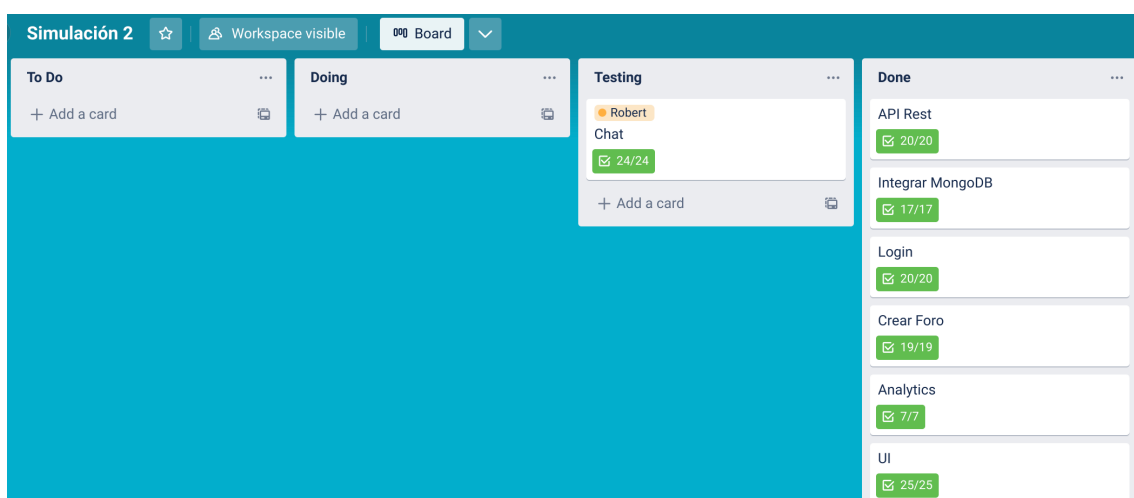 Simulación 2
Workspace visible
Board
To Do
+ Add a card
Doing
+ Add a card
Testing
Robert
Chat
24/24
+ Add a card
Done
API Rest
20/20
Integrar MongoDB
17/17
Login
20/20
Crear Foro
19/19
Analytics
7/7
UI
25/25